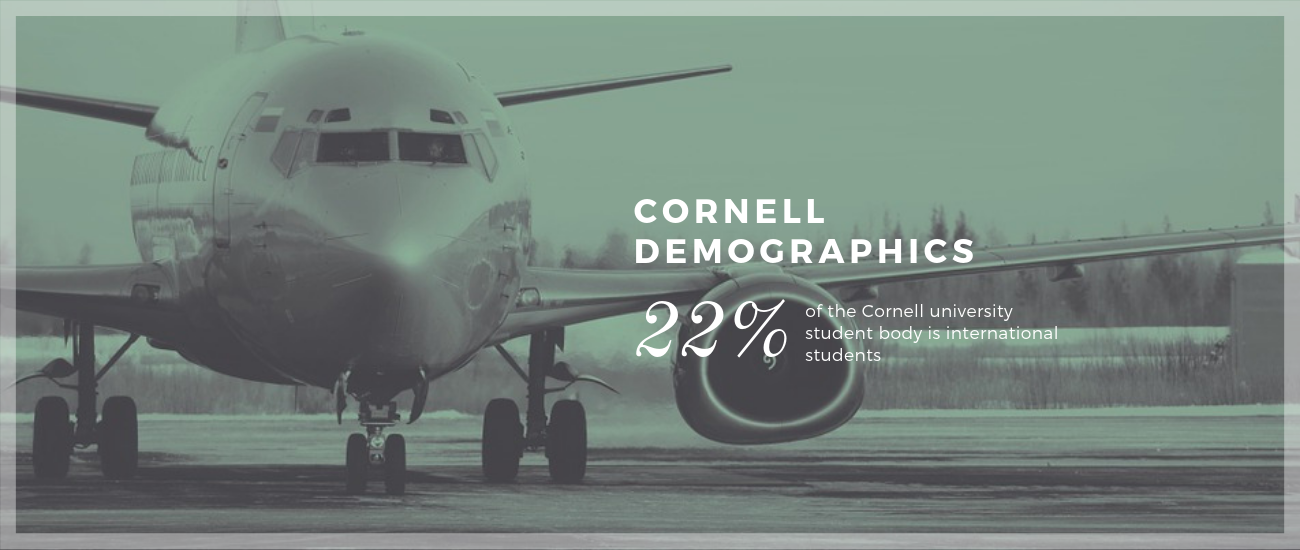 CORNELL
DEMOGRAPHICS
22%
of the Cornell university
student body is international
students